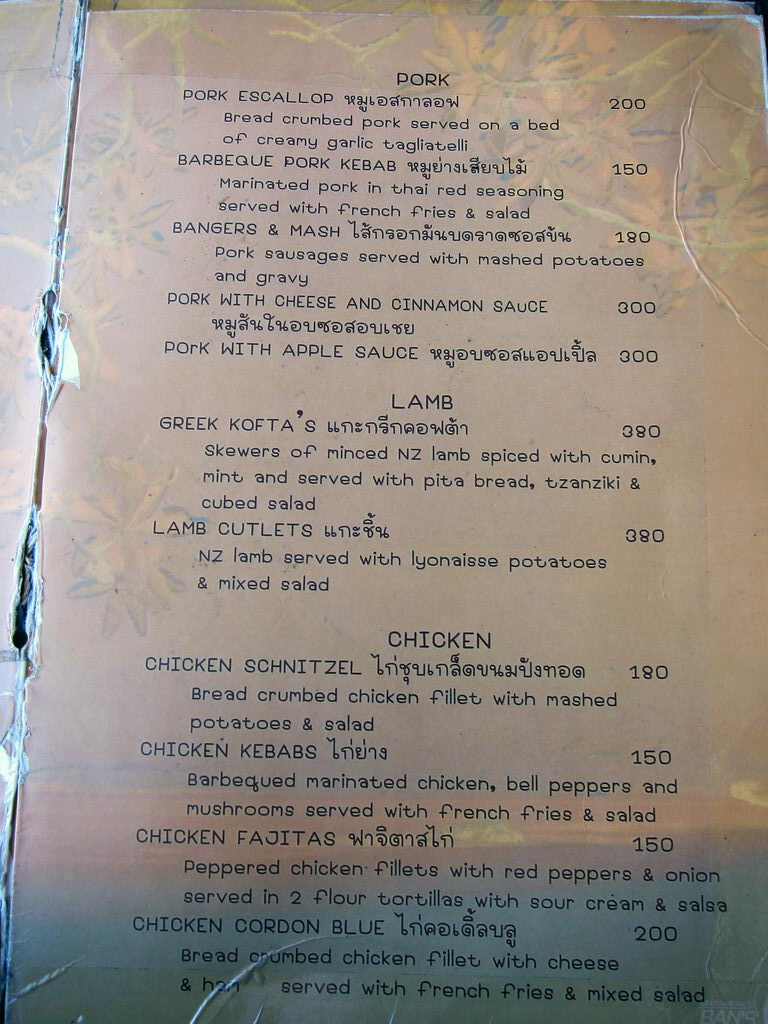 PORK
PORK ESCALLOP หมูเอสกาลอฟ 200
Bread crumbed pork served on a bed
of creamy garlic tagliatelli
BARBEQUE PORK KEBAB หมูย่างเสียบไม้ 150
Marinated pork in thai red seasoning
served with french fries & salad
BANGERS & MASH ไส้กรอกมันบดราดซอสข้น 180
Pork sausages served with mashed potatoes
and gravy
PORK WITH CHEESE AND CINNAMON SAUCE 300
หมูสันในอบซอสอบเชย
PORK WITH APPLE SAUCE หมูอบซอสแอปเปิ้ล 300
LAMB
GREEK KOFTA'S แกะกรีกคอฟต้า 380
Skewers of minced NZ lamb spiced with cumin,
mint and served with pita bread, tzanziki &
cubed salad
LAMB CUTLETS แกะชิ้น 380
NZ lamb served with lyonaisse potatoes
& mixed salad
CHICKEN
CHICKEN SCHNITZEL ไก่ชุบเกล็ดขนมปังทอด 180
Bread crumbed chicken fillet with mashed
potatoes & salad
CHICKEN KEBABS ไก่ย่าง 150
Barbequed marinated chicken, bell peppers and
mushrooms served with french fries & salad
CHICKEN FAJITAS ฟาจิตาสไก่ 150
Peppered chicken fillets with red peppers & onion
served in 2 flour tortillas with sour cream & salsa
CHICKEN CORDON BLUE ไก่คอเดิ้ลบลู 200
Bread crumbed chicken fillet with cheese
& ham served with french fries & mixed salad
BAN'S